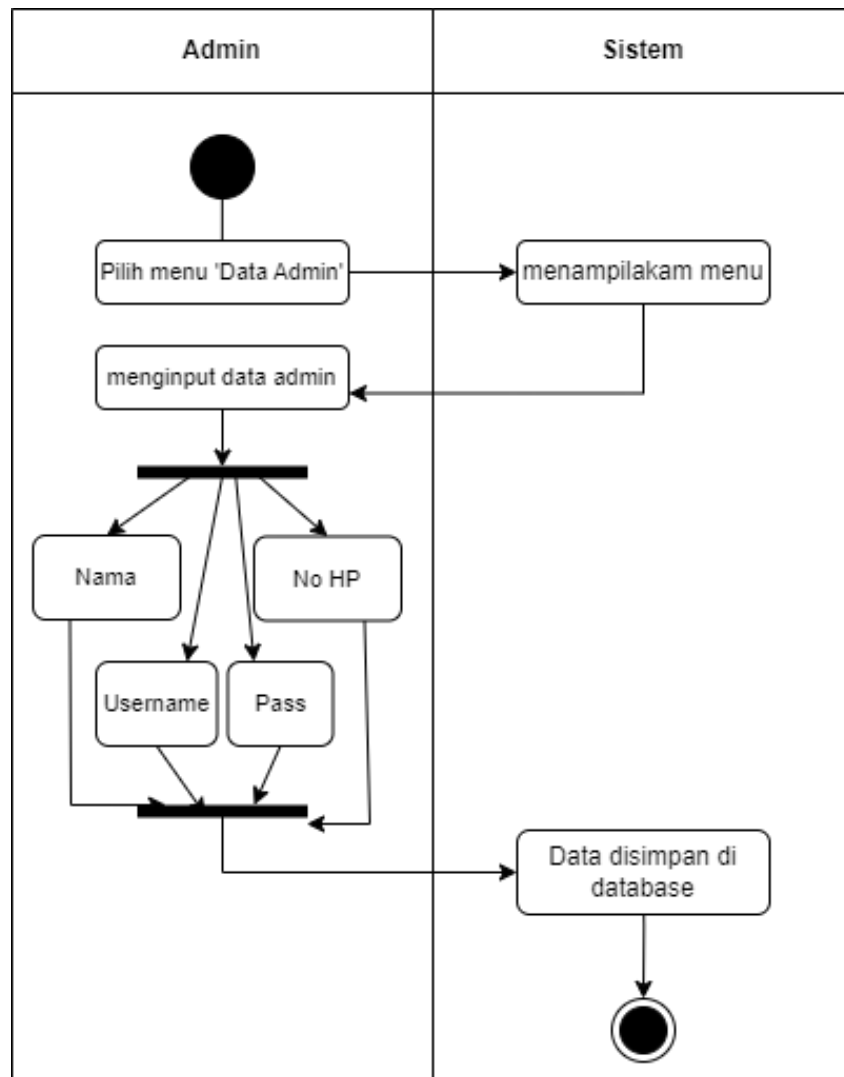 Admin
Sistem
Pilih menu 'Data Admin'
menampilakam menu
menginput data admin
Nama
No HP
Username
Pass
Data disimpan di
database